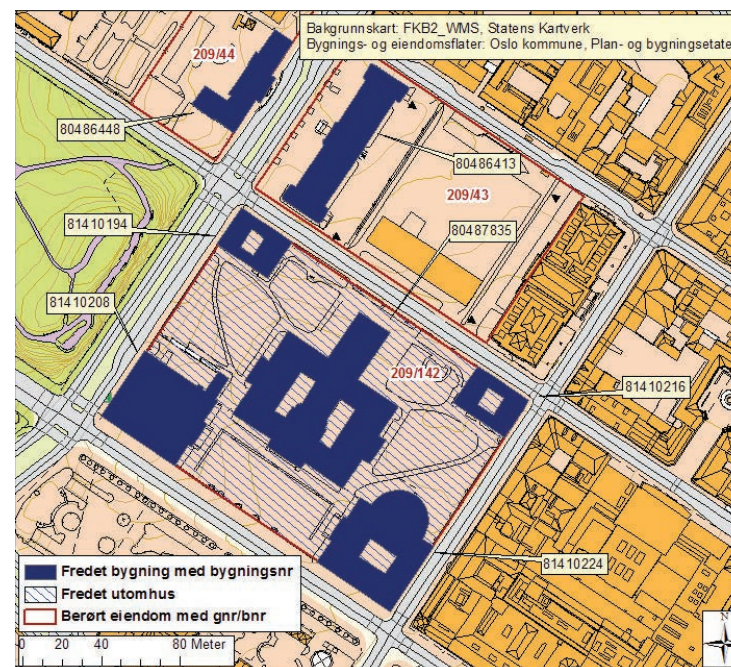 Bakgrunnskart: FKB2_WMS, Statens Kartverk
Bygnings- og eiendomsflater: Oslo kommune, Plan- og bygningsetate
209/44
80486448
80486413
209/43
81410194
80487835
81410208
209/142
81410216
81410224
Fredet bygning med bygningsnr
Fredet utomhus
Berørt eiendom med gnr/bnr
0 20 40 80 Meter
N